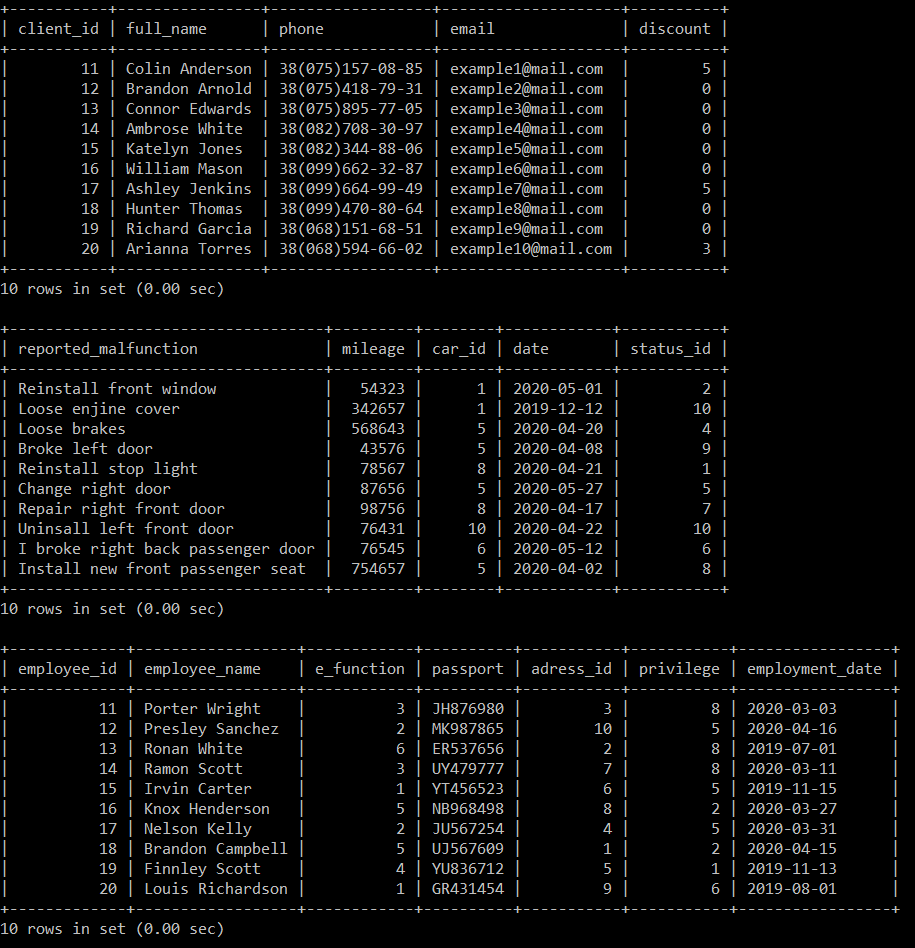 +-----------+----------------+------------------+--------------------+----------+
| client_id | full_name      | phone            | email              | discount |
+-----------+----------------+------------------+--------------------+----------+
|        11 | Colin Anderson | 38(075)157-08-85 | example1@mail.com  |        5 |
|        12 | Brandon Arnold | 38(075)418-79-31 | example2@mail.com  |        0 |
|        13 | Connor Edwards | 38(075)895-77-05 | example3@mail.com  |        0 |
|        14 | Ambrose White  | 38(082)708-30-97 | example4@mail.com  |        0 |
|        15 | Katelyn Jones  | 38(082)344-88-06 | example5@mail.com  |        0 |
|        16 | William Mason  | 38(099)662-32-87 | example6@mail.com  |        0 |
|        17 | Ashley Jenkins | 38(099)664-99-49 | example7@mail.com  |        5 |
|        18 | Hunter Thomas  | 38(099)470-80-64 | example8@mail.com  |        0 |
|        19 | Richard Garcia | 38(068)151-68-51 | example9@mail.com  |        0 |
|        20 | Arianna Torres | 38(068)594-66-02 | example10@mail.com |        3 |
+-----------+----------------+------------------+--------------------+----------+
10 rows in set (0.00 sec)
+-----------------------------------+---------+--------+------------+-----------+
| reported_malfunction              | mileage | car_id | date       | status_id |
+-----------------------------------+---------+--------+------------+-----------+
| Reinstall front window            |   54323 |      1 | 2020-05-01 |         2 |
| Loose enjine cover                |  342657 |      1 | 2019-12-12 |        10 |
| Loose brakes                      |  568643 |      5 | 2020-04-20 |         4 |
| Broke left door                   |   43576 |      5 | 2020-04-08 |         9 |
| Reinstall stop light              |   78567 |      8 | 2020-04-21 |         1 |
| Change right door                 |   87656 |      5 | 2020-05-27 |         5 |
| Repair right front door           |   98756 |      8 | 2020-04-17 |         7 |
| Uninsall left front door          |   76431 |     10 | 2020-04-22 |        10 |
| I broke right back passenger door |   76545 |      6 | 2020-05-12 |         6 |
| Install new front passenger seat  |  754657 |      5 | 2020-04-02 |         8 |
+-----------------------------------+---------+--------+------------+-----------+
10 rows in set (0.00 sec)
+-------------+------------------+------------+----------+-----------+-----------+-----------------+
| employee_id | employee_name    | e_function | passport | adress_id | privilege | employment_date |
+-------------+------------------+------------+----------+-----------+-----------+-----------------+
|          11 | Porter Wright    |          3 | JH876980 |         3 |         8 | 2020-03-03      |
|          12 | Presley Sanchez  |          2 | MK987865 |        10 |         5 | 2020-04-16      |
|          13 | Ronan White      |          6 | ER537656 |         2 |         8 | 2019-07-01      |
|          14 | Ramon Scott      |          3 | UY479777 |         7 |         8 | 2020-03-11      |
|          15 | Irvin Carter     |          1 | YT456523 |         6 |         5 | 2019-11-15      |
|          16 | Knox Henderson   |          5 | NB968498 |         8 |         2 | 2020-03-27      |
|          17 | Nelson Kelly     |          2 | JU567254 |         4 |         5 | 2020-03-31      |
|          18 | Brandon Campbell |          5 | UJ567609 |         1 |         2 | 2020-04-15      |
|          19 | Finnley Scott    |          4 | YU836712 |         5 |         1 | 2019-11-13      |
|          20 | Louis Richardson |          1 | GR431454 |         9 |         6 | 2019-08-01      |
+-------------+------------------+------------+----------+-----------+-----------+-----------------+
10 rows in set (0.00 sec)